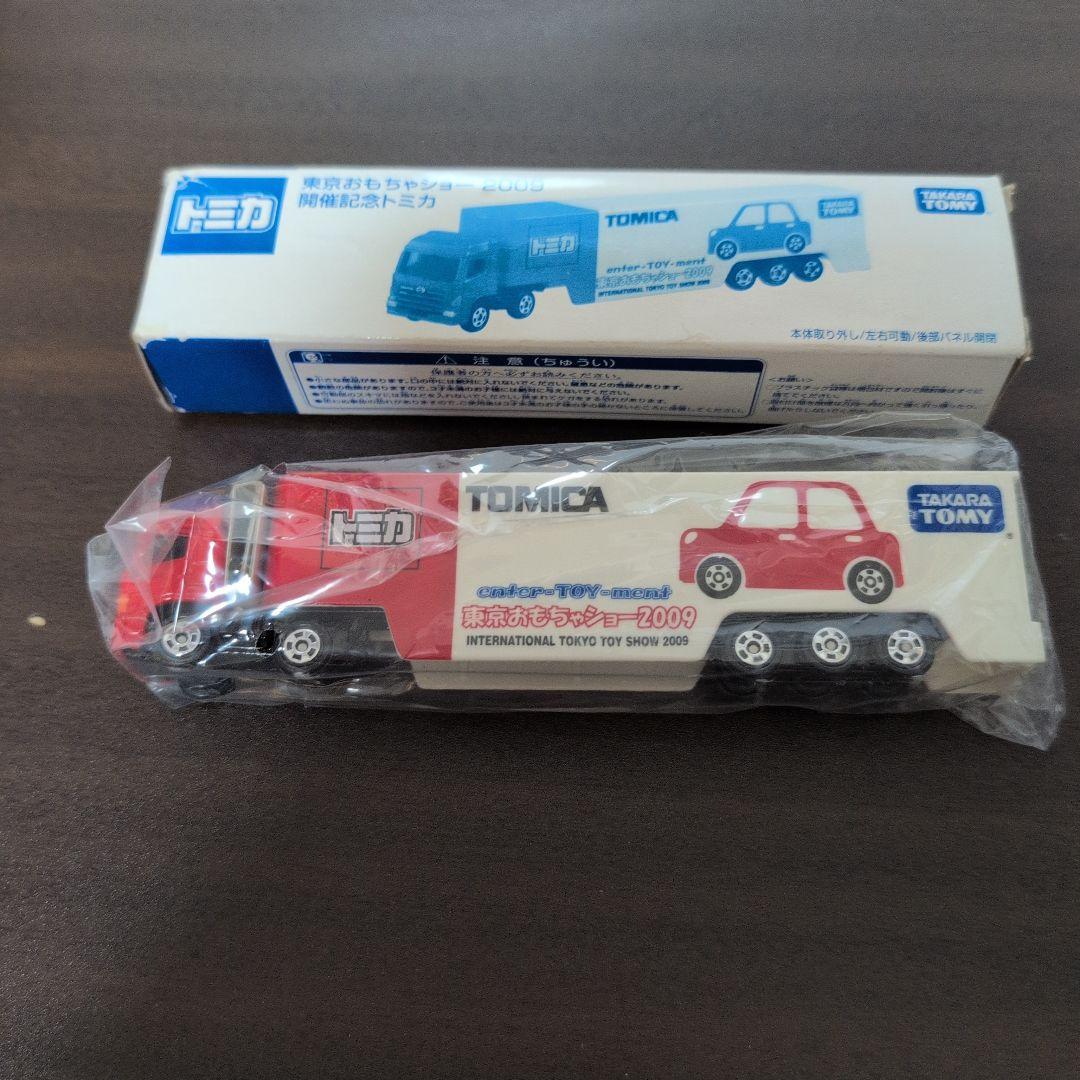 トミカ
東京おもちゃショー 2009
開催記念トミカ
TAKARA
TOMY
TOMICA
TAKARA
TOMY
トミカ
enter-TOY-ment
東京おもちゃショー2009
INTERNATIONAL TOKYO TOY SHOW 2009
本体取り外し/左右可動/後部パネル開閉
注意(ちゅうい)
保護者の方へ必ずお読みください。
<お願い>
TOMICA
トミカ
TAKARA
TOMY
enter-TOY-ment
東京おもちゃショー2009
INTERNATIONAL TOKYO TOY SHOW 2009